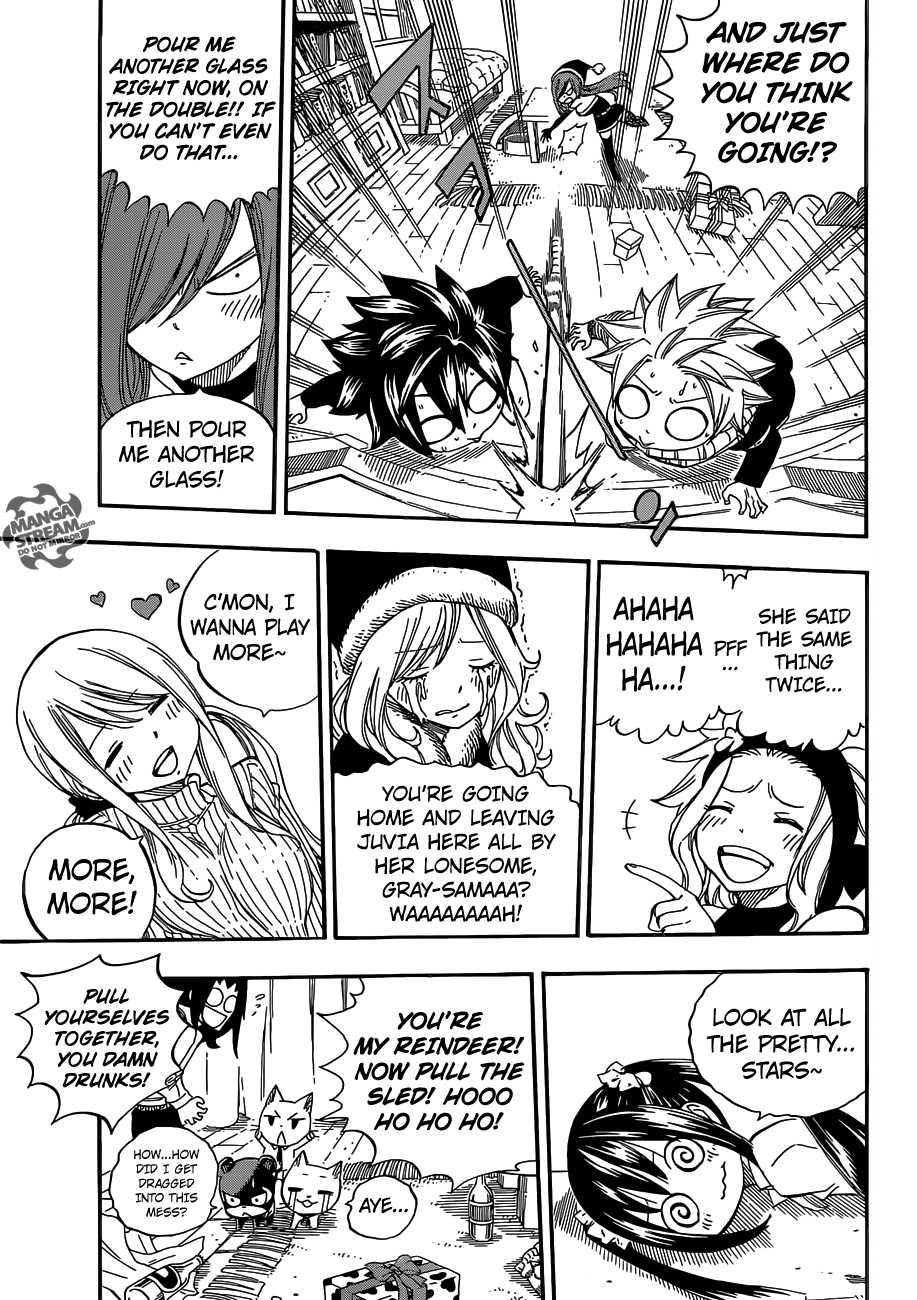 AND JUST
WHERE DO
YOU THINK
YOU'RE
GOING!?
POUR ME
ANOTHER GLASS
RIGHT NOW, ON
THE DOUBLE!! IF
YOU CAN'T EVEN
DO THAT...
THEN POUR
ME ANOTHER
GLASS!
MANGA
STREAM.com
DO NOT MIRROR!
SHE SAID
THE SAME
THING
TWICE...
PFF
...
AHAHA
HAHAHA
HA...!
YOU'RE GOING
HOME AND LEAVING
JUVIA HERE ALL BY
HER LONESOME,
GRAY-SAMAAA?
WAAAAAAAAH!
C'MON, I
WANNA PLAY
MORE~
MORE,
MORE!
LOOK AT ALL
THE PRETTY...
STARS~
YOU'RE
MY REINDEER!
NOW PULL THE
SLED! HOOO
HO HO HO!
AYE...
PULL
YOURSELVES
TOGETHER,
YOU DAMN
DRUNKS!
HOW...HOW
DID I GET
DRAGGED
INTO THIS
MESS?